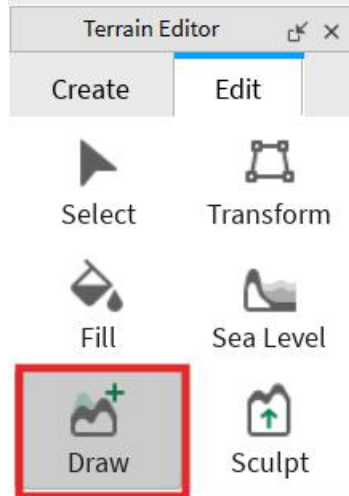 Terrain Editor
Create Edit
Select Transform
Fill Sea Level
Draw Sculpt